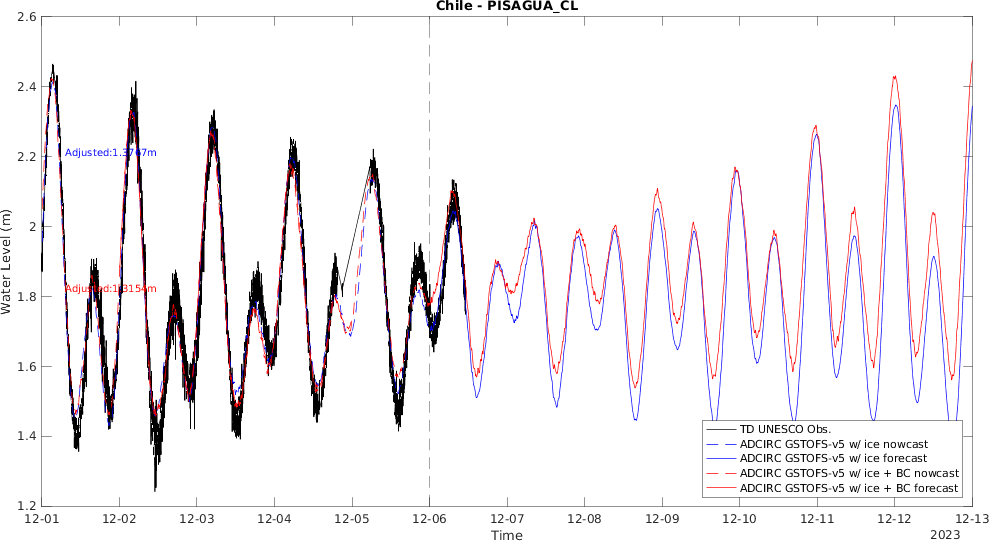 Chile - PISAGUA_CL
Water Level (m)
2.6
2.4
2.2
2
1.8
1.6
1.4
1.2
Adjusted:1.3767m
Adjusted:1.3154m
TD UNESCO Obs.
ADCIRC GSTOFS-v5 w/ ice nowcast
ADCIRC GSTOFS-v5 w/ ice forecast
ADCIRC GSTOFS-v5 w/ ice + BC nowcast
ADCIRC GSTOFS-v5 w/ ice + BC forecast
12-01 12-02 12-03 12-04 12-05 12-06 12-07 12-08 12-09 12-10 12-11 12-12 12-13
Time
2023